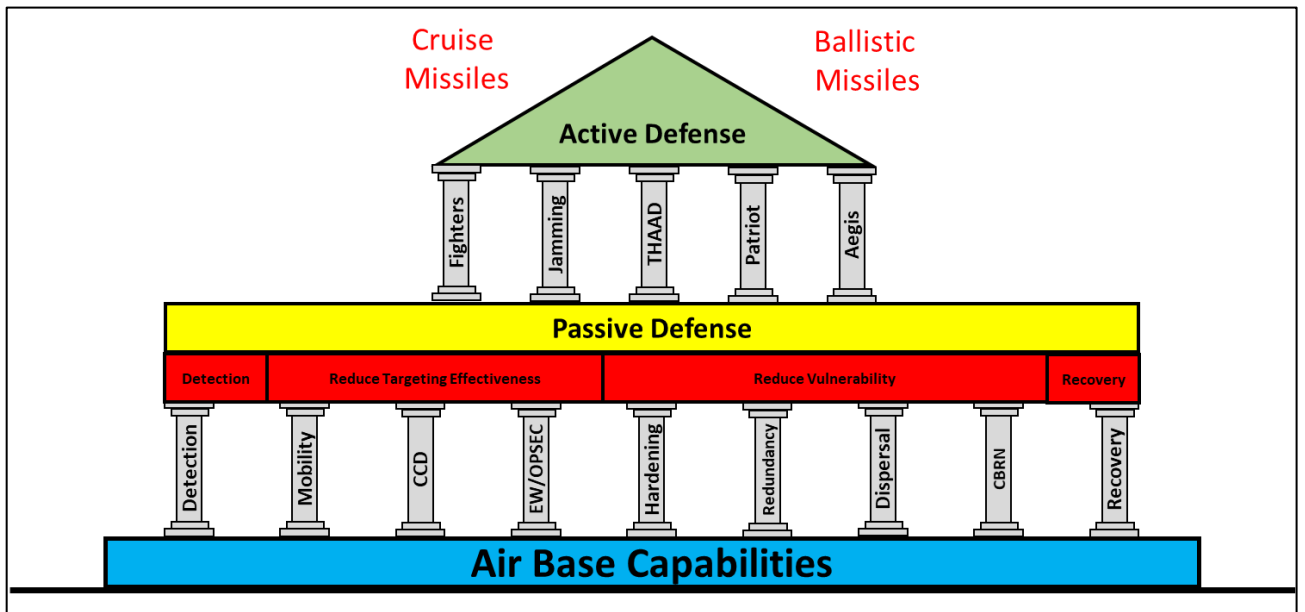 Cruise
Missiles
Ballistic
Missiles
Active Defense
Fighters
Jamming
THAAD
Patriot
Aegis
Passive Defense
Detection
Reduce Targeting Effectiveness
Reduce Vulnerability
Recovery
Detection
Mobility
CCD
EW/OPSEC
Hardening
Redundancy
Dispersal
CBRN
Recovery
Air Base Capabilities